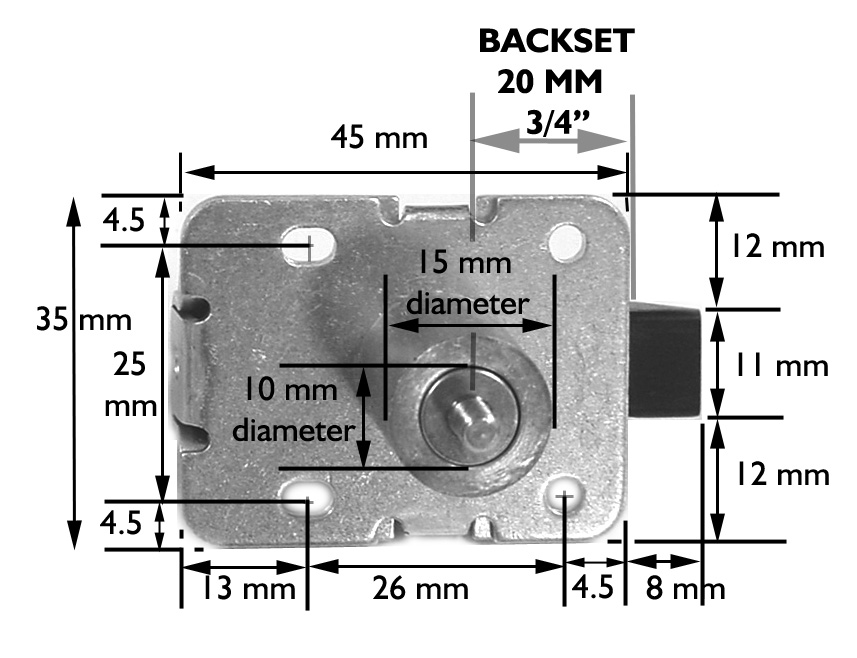 BACKSET
20 MM
3/4”
45 mm
4.5
12 mm
15 mm
diameter
35 mm
25
mm
11 mm
10 mm
diameter
12 mm
4.5
13 mm
26 mm
4.5
8 mm